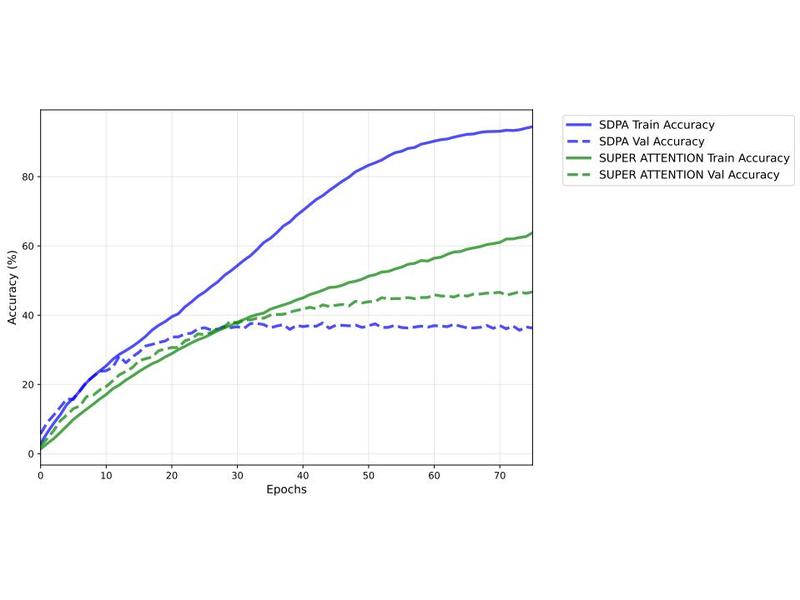 SDPA Train Accuracy
SDPA Val Accuracy
SUPER ATTENTION Train Accuracy
SUPER ATTENTION Val Accuracy
Accuracy (%)
80
60
40
20
0
0 10 20 30 40 50 60 70
Epochs